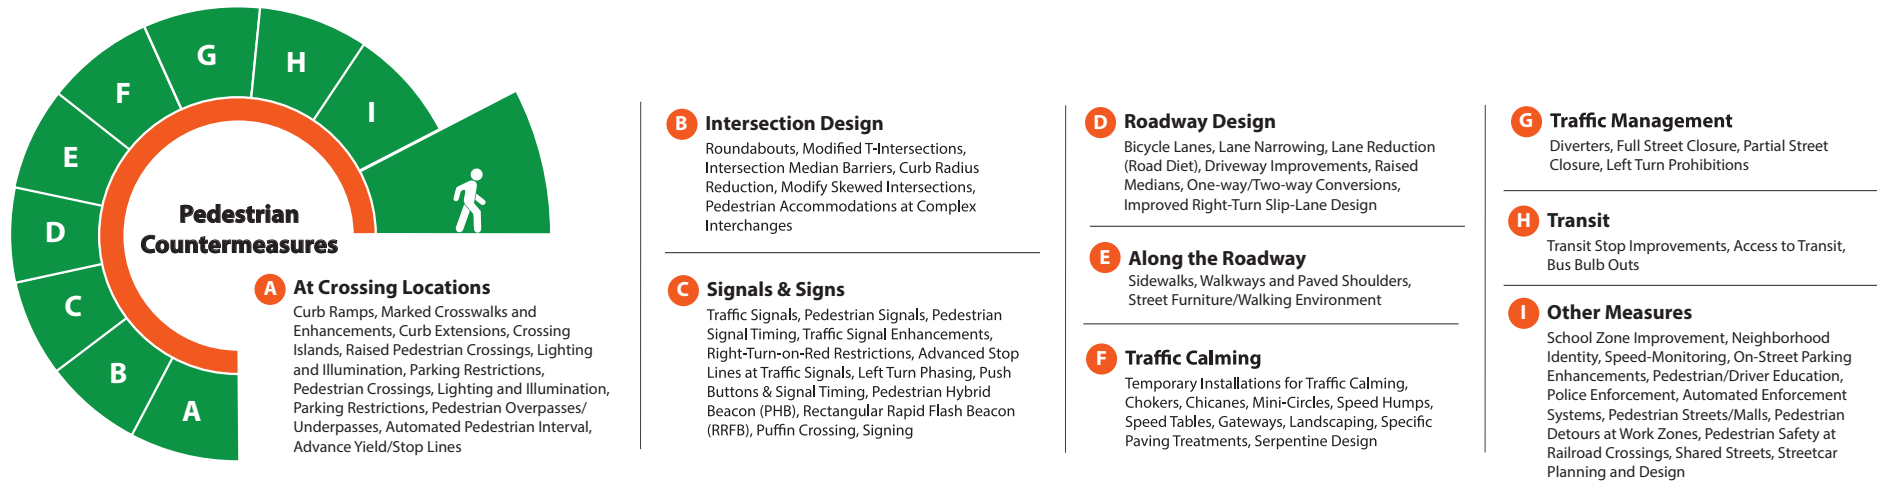 G
H
F
I
E
D
C
B
A
Pedestrian
Countermeasures
A At Crossing Locations
Curb Ramps, Marked Crosswalks and
Enhancements, Curb Extensions, Crossing
Islands, Raised Pedestrian Crossings, Lighting
and Illumination, Parking Restrictions,
Pedestrian Crossings, Lighting and Illumination,
Parking Restrictions, Pedestrian Overpasses/
Underpasses, Automated Pedestrian Interval,
Advance Yield/Stop Lines
B Intersection Design
Roundabouts, Modified T-Intersections,
Intersection Median Barriers, Curb Radius
Reduction, Modify Skewed Intersections,
Pedestrian Accommodations at Complex
Interchanges
C Signals & Signs
Traffic Signals, Pedestrian Signals, Pedestrian
Signal Timing, Traffic Signal Enhancements,
Right-Turn-on-Red Restrictions, Advanced Stop
Lines at Traffic Signals, Left Turn Phasing, Push
Buttons & Signal Timing, Pedestrian Hybrid
Beacon (PHB), Rectangular Rapid Flash Beacon
(RRFB), Puffin Crossing, Signing
D Roadway Design
Bicycle Lanes, Lane Narrowing, Lane Reduction
(Road Diet), Driveway Improvements, Raised
Medians, One-way/Two-way Conversions,
Improved Right-Turn Slip-Lane Design
E Along the Roadway
Sidewalks, Walkways and Paved Shoulders,
Street Furniture/Walking Environment
F Traffic Calming
Temporary Installations for Traffic Calming,
Chokers, Chicanes, Mini-Circles, Speed Humps,
Speed Tables, Gateways, Landscaping, Specific
Paving Treatments, Serpentine Design
G Traffic Management
Diverters, Full Street Closure, Partial Street
Closure, Left Turn Prohibitions
H Transit
Transit Stop Improvements, Access to Transit,
Bus Bulb Outs
I Other Measures
School Zone Improvement, Neighborhood
Identity, Speed-Monitoring, On-Street Parking
Enhancements, Pedestrian/Driver Education,
Police Enforcement, Automated Enforcement
Systems, Pedestrian Streets/Malls, Pedestrian
Detours at Work Zones, Pedestrian Safety at
Railroad Crossings, Shared Streets, Streetcar
Planning and Design